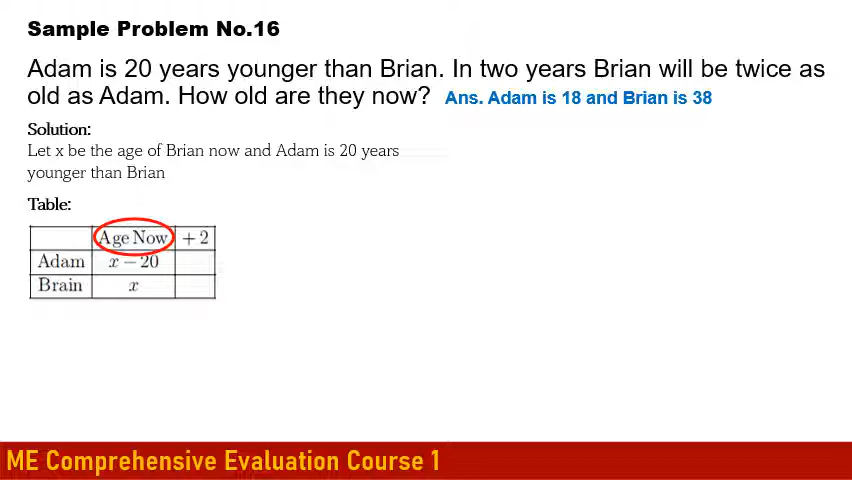 Sample Problem No.16
Adam is 20 years younger than Brian. In two years Brian will be twice as
old as Adam. How old are they now? Ans. Adam is 18 and Brian is 38
Solution:
Let x be the age of Brian now and Adam is 20 years
younger than Brian
Table:
Age Now + 2
Adam x − 20
Brain x
ME Comprehensive Evaluation Course 1